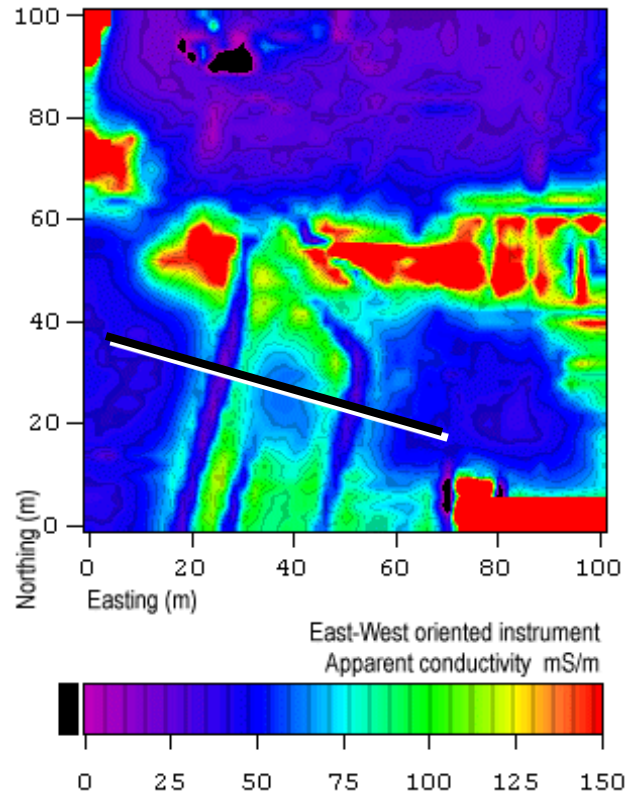 100
80
60
40
20
0
Northing (m)
0 20 40 60 80 100
Easting (m)
East-West oriented instrument
Apparent conductivity mS/m
0 25 50 75 100 125 150